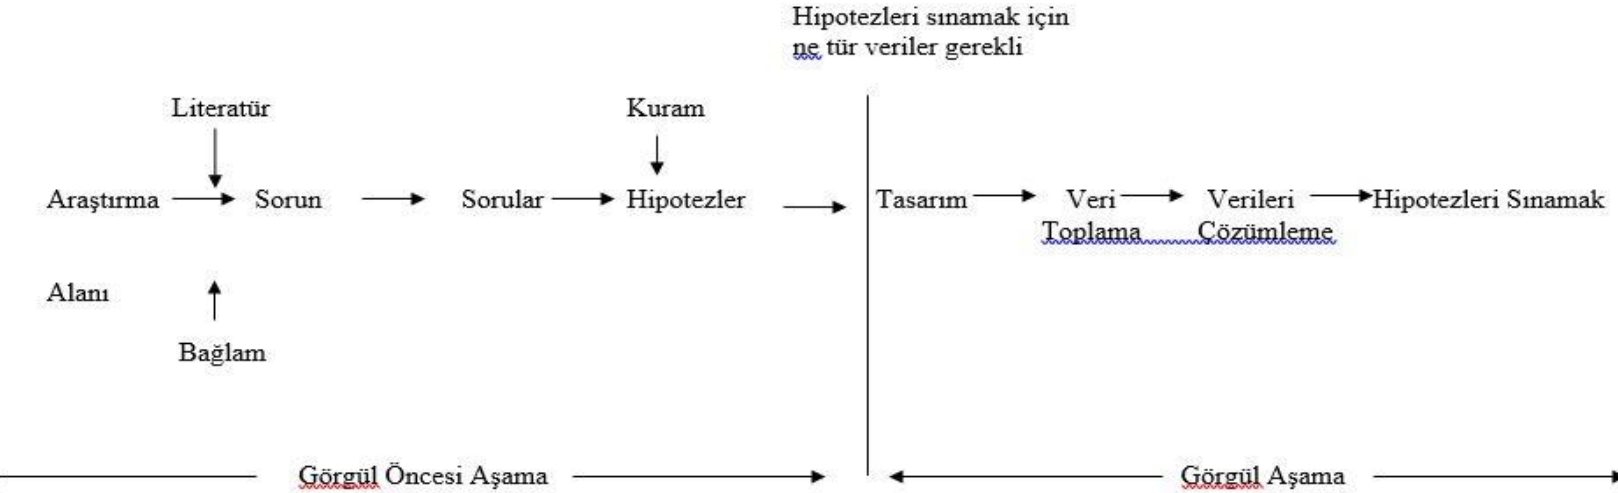 Hipotezleri sınamak için
ne tür veriler gerekli
Literatür
Kuram
Araştırma
Sorun
Sorular
Hipotezler
Tasarım
Veri
Toplama
Verileri
Çözümleme
Hipotezleri Sınamak
Alanı
Bağlam
Görgül Öncesi Aşama
Görgül Aşama